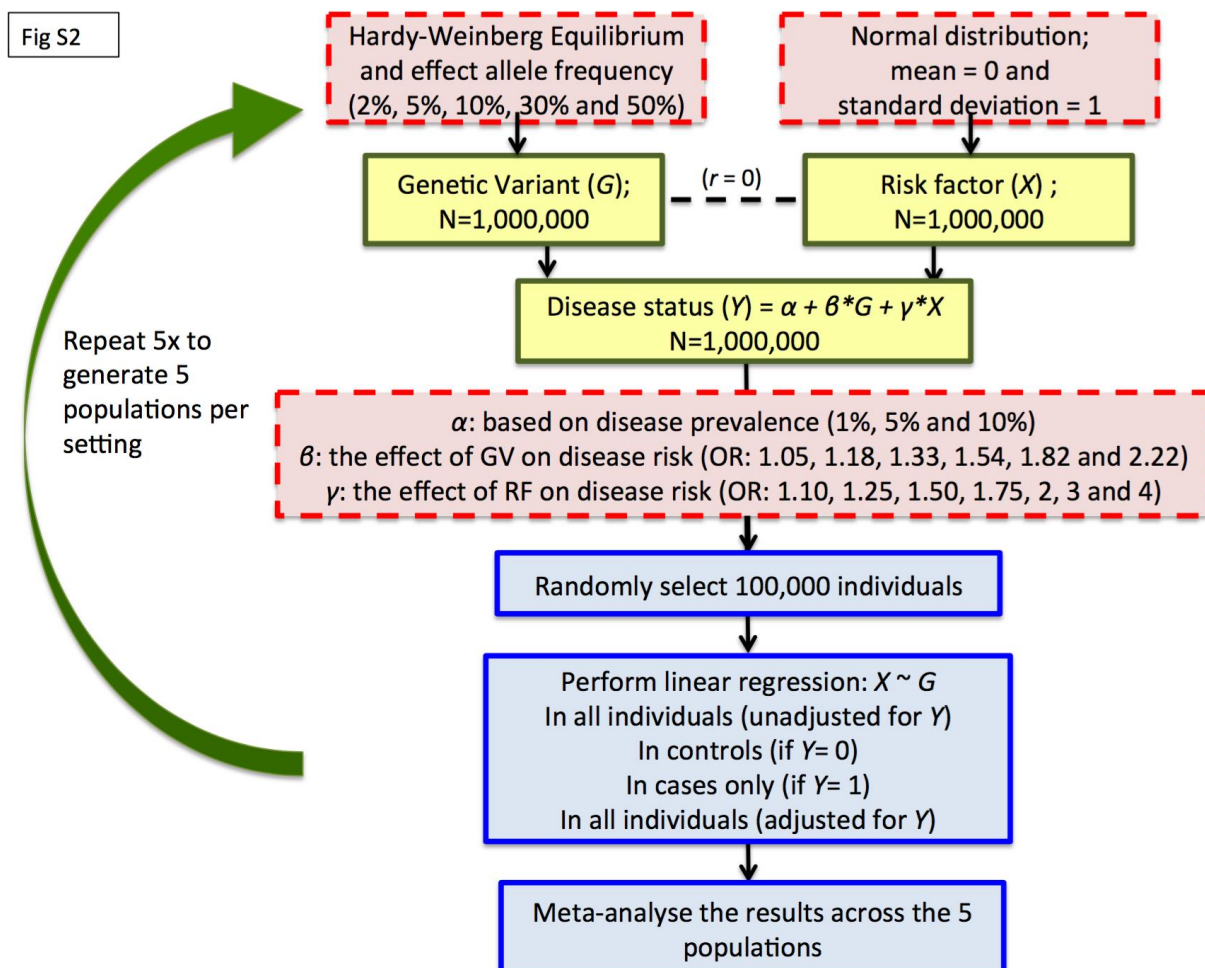 Fig S2
Hardy-Weinberg Equilibrium
and effect allele frequency
(2%, 5%, 10%, 30% and 50%)
Normal distribution;
mean = 0 and
standard deviation = 1
Genetic Variant (G);
N=1,000,000
(r = 0)
Risk factor (X) ;
N=1,000,000
Disease status (Y) = α + β*G + γ*X
N=1,000,000
Repeat 5x to
generate 5
populations per
setting
α: based on disease prevalence (1%, 5% and 10%)
β: the effect of GV on disease risk (OR: 1.05, 1.18, 1.33, 1.54, 1.82 and 2.22)
γ: the effect of RF on disease risk (OR: 1.10, 1.25, 1.50, 1.75, 2, 3 and 4)
Randomly select 100,000 individuals
Perform linear regression: X ~ G
In all individuals (unadjusted for Y)
In controls (if Y= 0)
In cases only (if Y= 1)
In all individuals (adjusted for Y)
Meta-analyse the results across the 5
populations